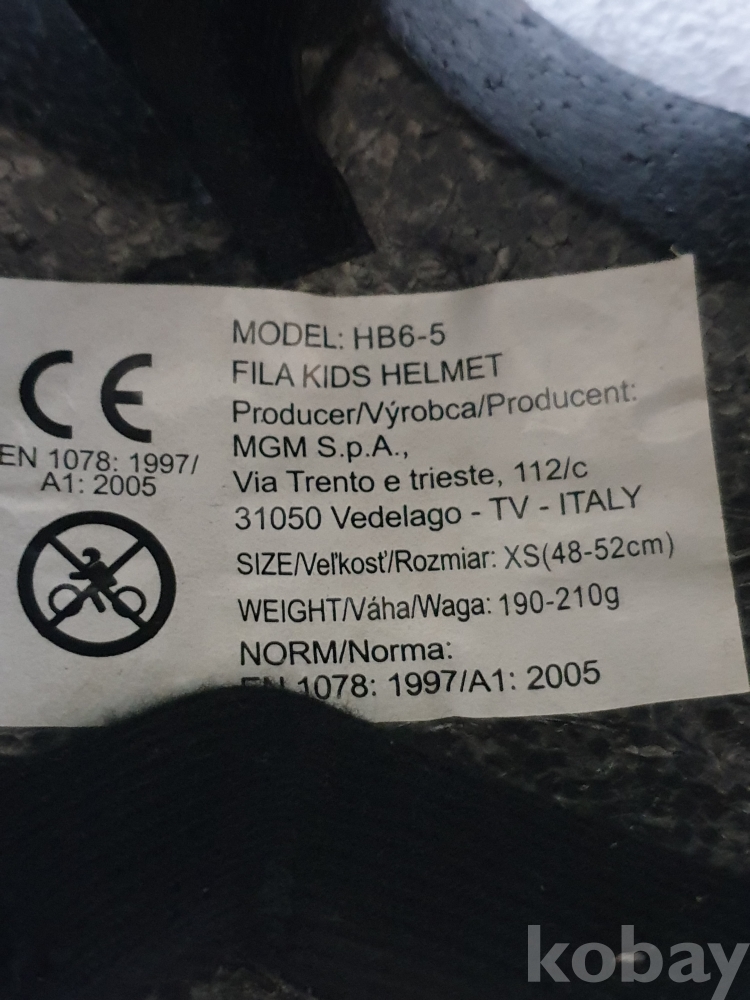 CE
EN 1078: 1997/
A1: 2005
MODEL: HB6-5
FILA KIDS HELMET
Producer/Výrobca/Producent:
MGM S.p.A.,
Via Trento e trieste, 112/c
31050 Vedelago - TV - ITALY
SIZE/Veľkosť/Rozmiar: XS(48-52cm)
WEIGHT/Váha/Waga: 190-210g
NORM/Norma:
EN 1078: 1997/A1: 2005
kobay